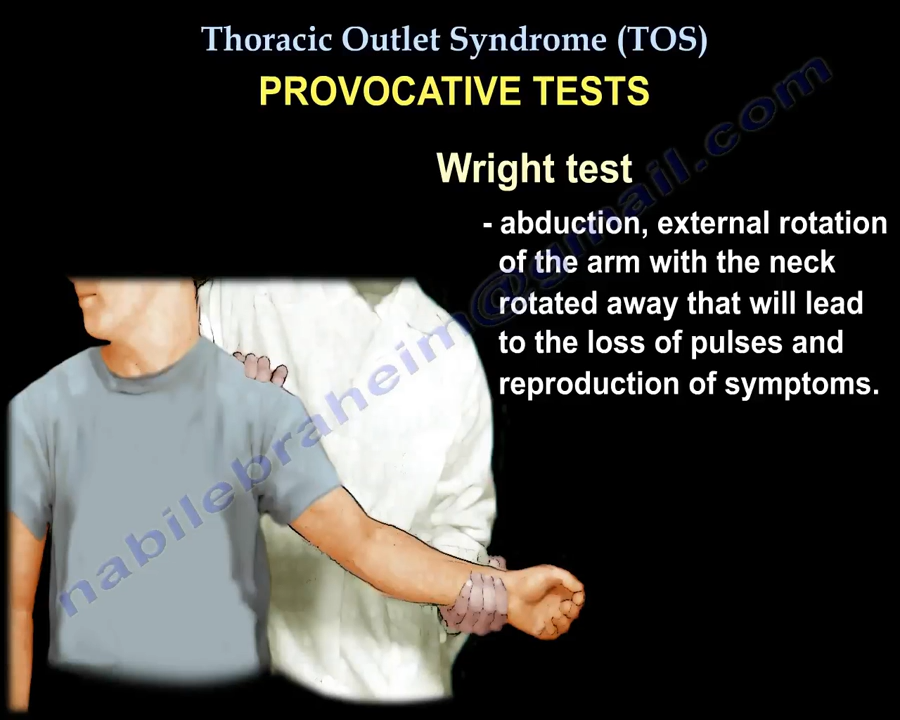 Thoracic Outlet Syndrome (TOS)
PROVOCATIVE TESTS
Wright test
- abduction, external rotation
of the arm with the neck
rotated away that will lead
to the loss of pulses and
reproduction of symptoms.
nabilebraheim@gmail.com